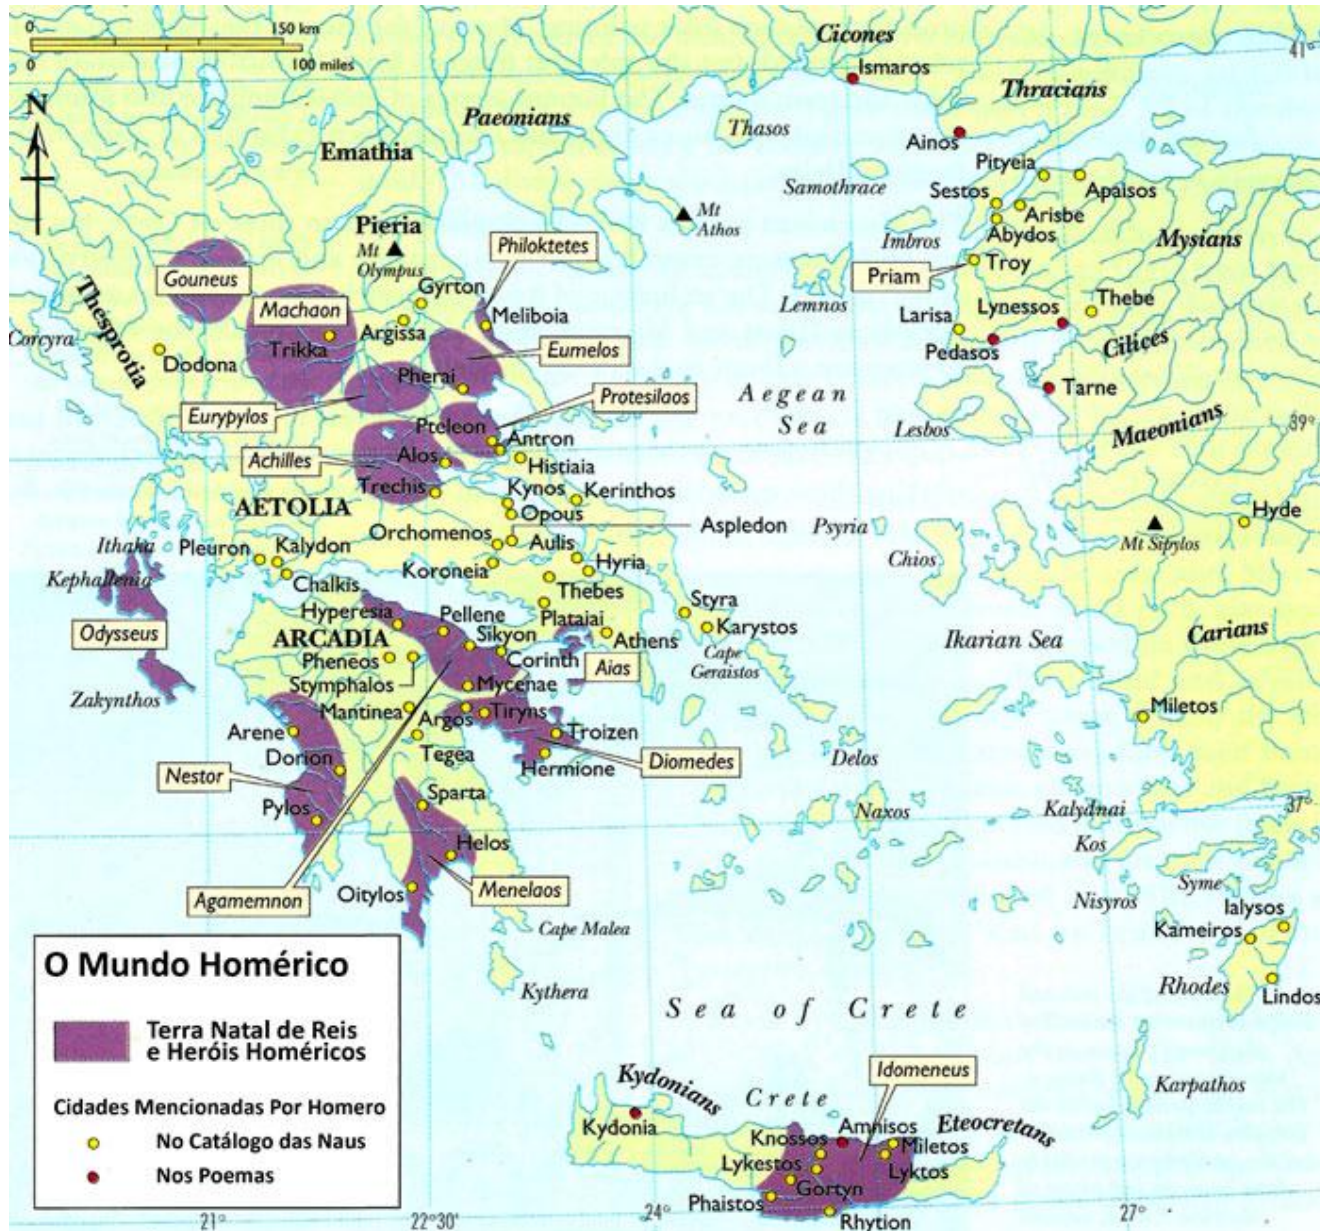 0
150 km
0
100 miles
N
Cicones
Ismaros
41°
Thracians
Paeonians
Thasos
Ainos
Emathia
Pityeia
Samothrace
Sestos
Apaisos
Arisbe
Abydos
Mt
Athos
Pieria
Mt
Olympus
Philoktetes
Imbros
Mysians
Priam
Troy
Gouneus
Thesprotia
Gyrton
Lemnos
Lynessos
Thebe
Machaon
Argissa
Meliboia
Larisa
Corcyra
Trikka
Eumelos
Pedasos
Cilices
Dodona
Pherai
Tarne
Aegean
Sea
Protesilaos
Eurypylos
Pteleon
Lesbos
Maeonians
39°
Antron
Achilles
Alos
Histiaia
Trechis
Kynos
Kerinthos
AETOLIA
Opous
Hyde
Orchomenos
Aspledon
Psyria
Ithaka
Pleuron
Kalydon
Aulis
Mt Sipylos
Chios
Kephallenia
Koroneia
Hyria
Chalkis
Thebes
Hyperesia
Pellene
Plataiai
Styra
Odysseus
ARCADIA
Sikyon
Athens
Karystos
Ikarian Sea
Carians
Pheneos
Corinth
Aias
Cape
Geraistos
Stymphalos
Mycenae
Zakynthos
Mantinea
Argos
Tiryns
Miletos
Arene
Troizen
Tegea
Dorion
Hermione
Diomedes
Delos
Nestor
Pylos
Sparta
Naxos
Kalydnai
37°
Helos
Kos
Agamemnon
Oitylos
Menelaos
Syme
Nisyros
Ialysos
Cape Malea
Kameiros
O Mundo Homérico
Kythera
Rhodes
Lindos
Sea of Crete
Terra Natal de Reis
e Heróis Homéricos
Idomeneus
Kydonians
Karpathos
Cidades Mencionadas Por Homero
Crete
Kydonia
Amnisos
Eteocretans
No Catálogo das Naus
Knossos
Miletos
Lykestos
Lyktos
Nos Poemas
Gortyn
Phaistos
Rhytion
21°
22°30
24°
27°